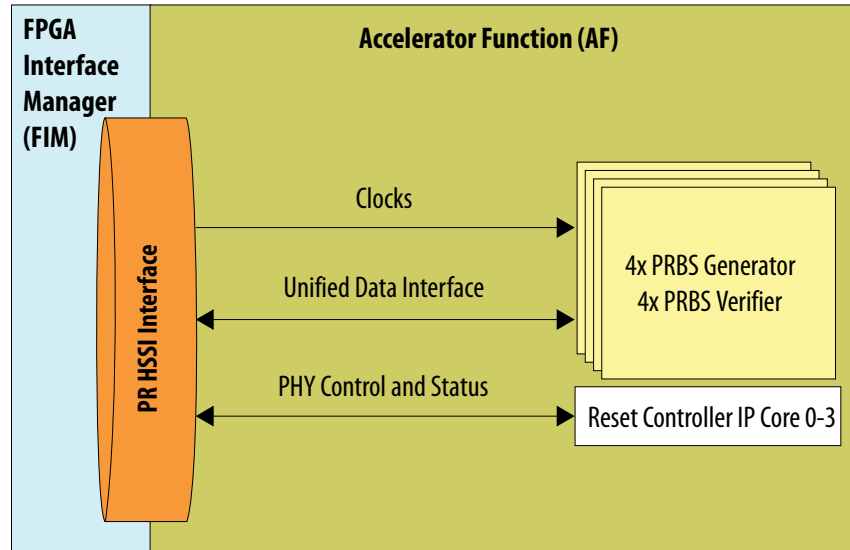 FPGA
Interface
Manager
(FIM)
Accelerator Function (AF)
PR HSSI Interface
Clocks
Unified Data Interface
PHY Control and Status
4x PRBS Generator
4x PRBS Verifier
Reset Controller IP Core 0-3